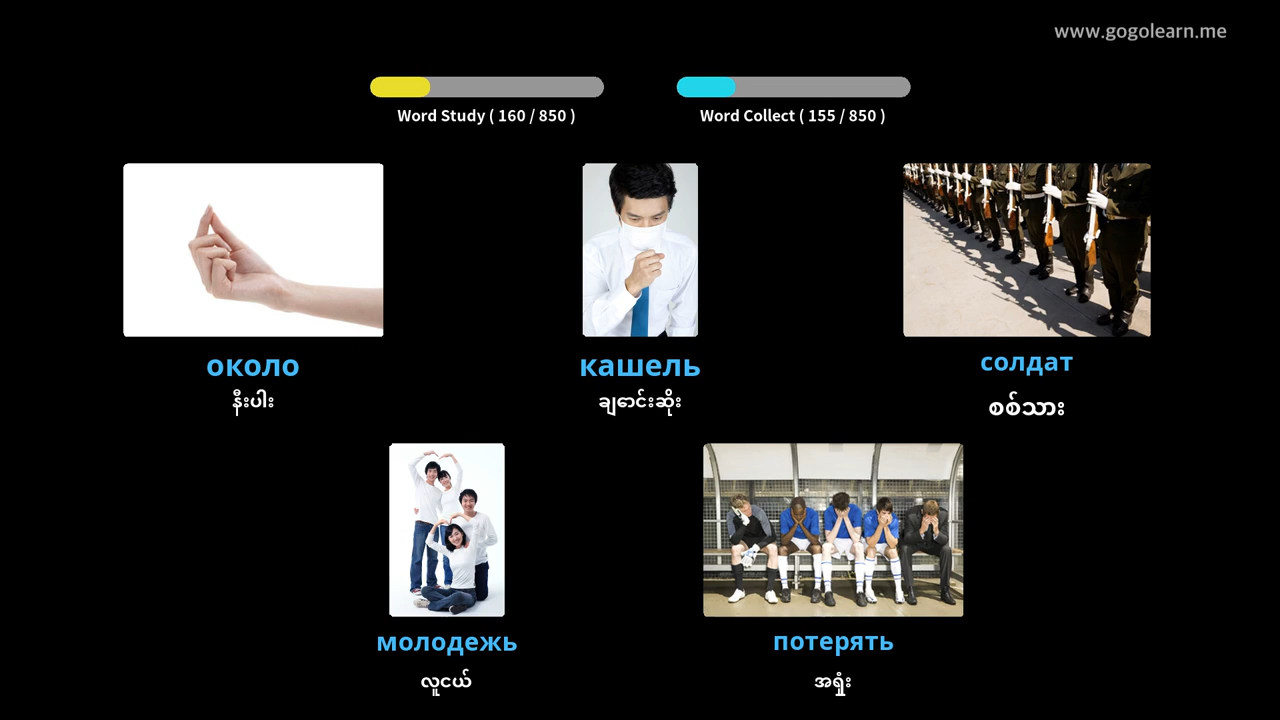 www.gogolearn.me
Word Study ( 160 / 850 )
Word Collect ( 155 / 850 )
около
နီးပါး
кашель
ချောင်းဆိုး
солдат
စစ်သား
молодежь
လူငယ်
потерять
အရှုံး